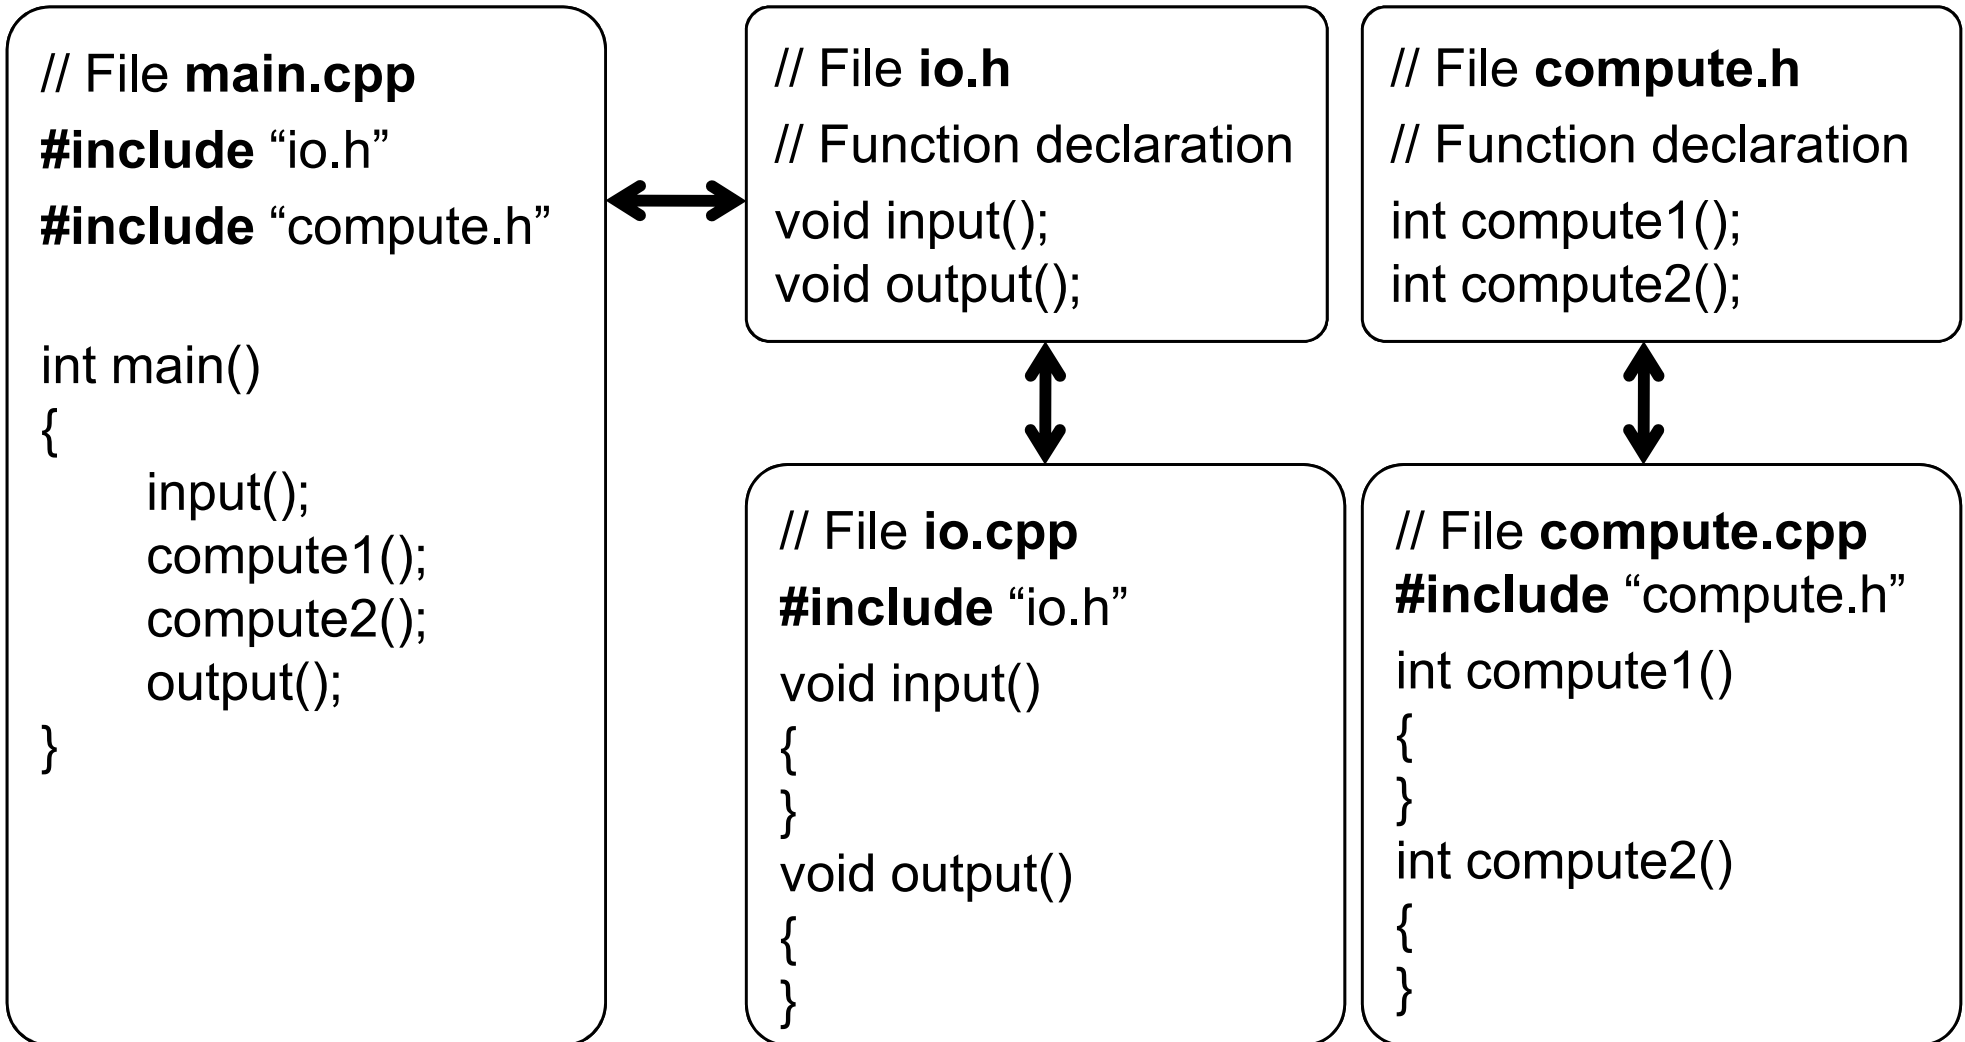 // File main.cpp
#include “io.h”
#include “compute.h”
int main()
{
input();
compute1();
compute2();
output();
}
// File io.h
// Function declaration
void input();
void output();
// File compute.h
// Function declaration
int compute1();
int compute2();
// File io.cpp
#include “io.h”
void input()
{
}
void output()
{
}
// File compute.cpp
#include “compute.h”
int compute1()
{
}
int compute2()
{
}